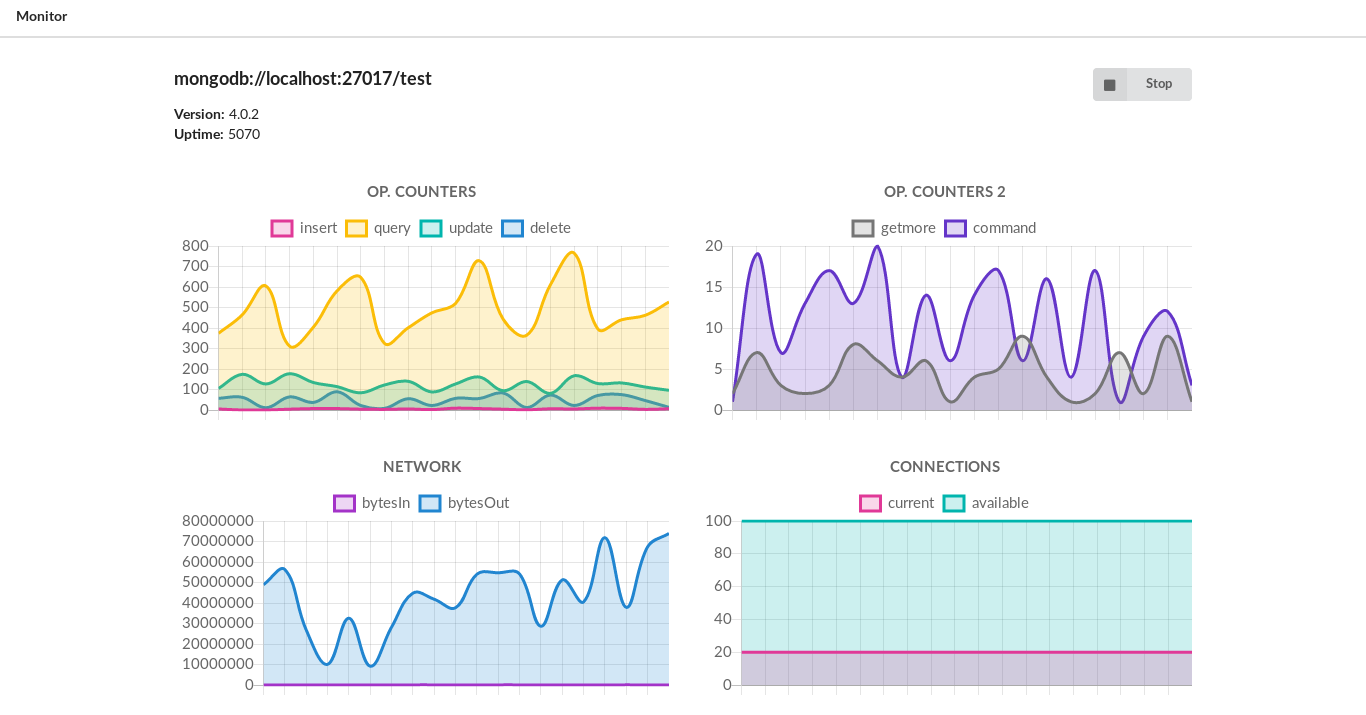 Monitor
mongodb://localhost:27017/test
Stop
Version: 4.0.2
Uptime: 5070
OP. COUNTERS
insert query update delete
800
700
600
500
400
300
200
100
0
OP. COUNTERS 2
getmore command
20
15
10
5
0
NETWORK
bytesIn bytesOut
80000000
70000000
60000000
50000000
40000000
30000000
20000000
10000000
0
CONNECTIONS
current available
100
80
60
40
20
0